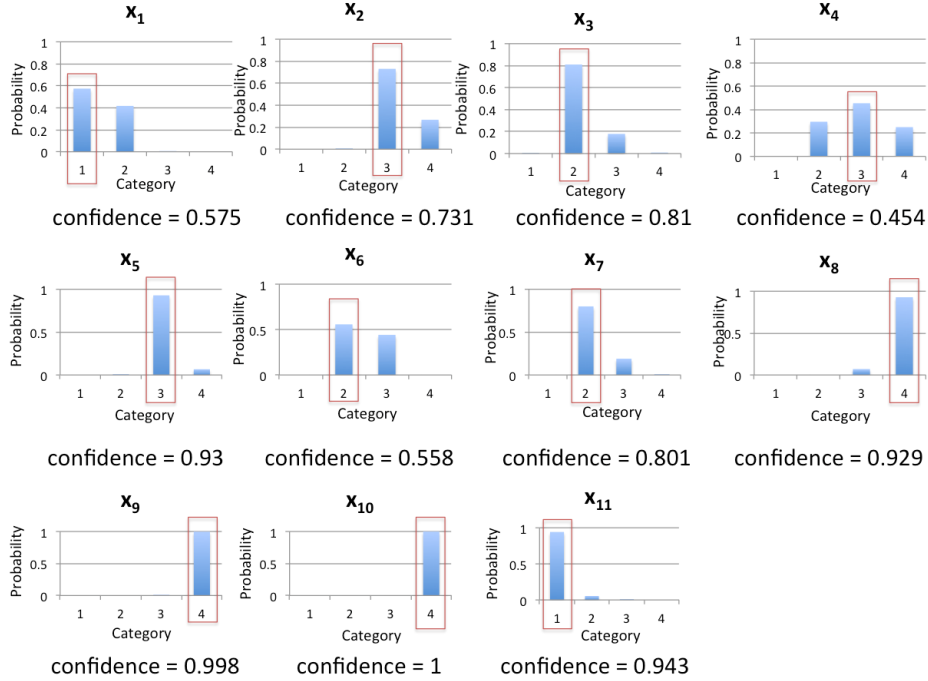 x1
Probability
1
0.8
0.6
0.4
0.2
0
1 2 3 4
Category
confidence = 0.575
x2
Probability
1
0.8
0.6
0.4
0.2
0
1 2 3 4
Category
confidence = 0.731
x3
Probability
1
0.8
0.6
0.4
0.2
0
1 2 3 4
Category
confidence = 0.81
x4
Probability
1
0.8
0.6
0.4
0.2
0
1 2 3 4
Category
confidence = 0.454
x5
Probability
1
0.5
0
1 2 3 4
Category
confidence = 0.93
x6
Probability
1
0.5
0
1 2 3 4
Category
confidence = 0.558
x7
Probability
1
0.5
0
1 2 3 4
Category
confidence = 0.801
x8
Probability
1
0.5
0
1 2 3 4
Category
confidence = 0.929
x9
Probability
1
0.5
0
1 2 3 4
Category
confidence = 0.998
x10
Probability
1
0.5
0
1 2 3 4
Category
confidence = 1
x11
Probability
1
0.5
0
1 2 3 4
Category
confidence = 0.943